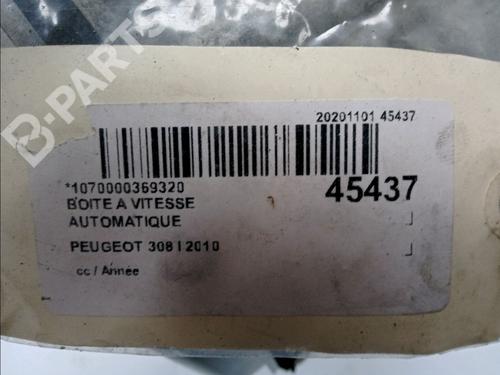 B-PARTS
20201101 45437
*1070000369320
45437
BOITE A VITESSE
AUTOMATIQUE
PEUGEOT 308 I 2010
cc / Année